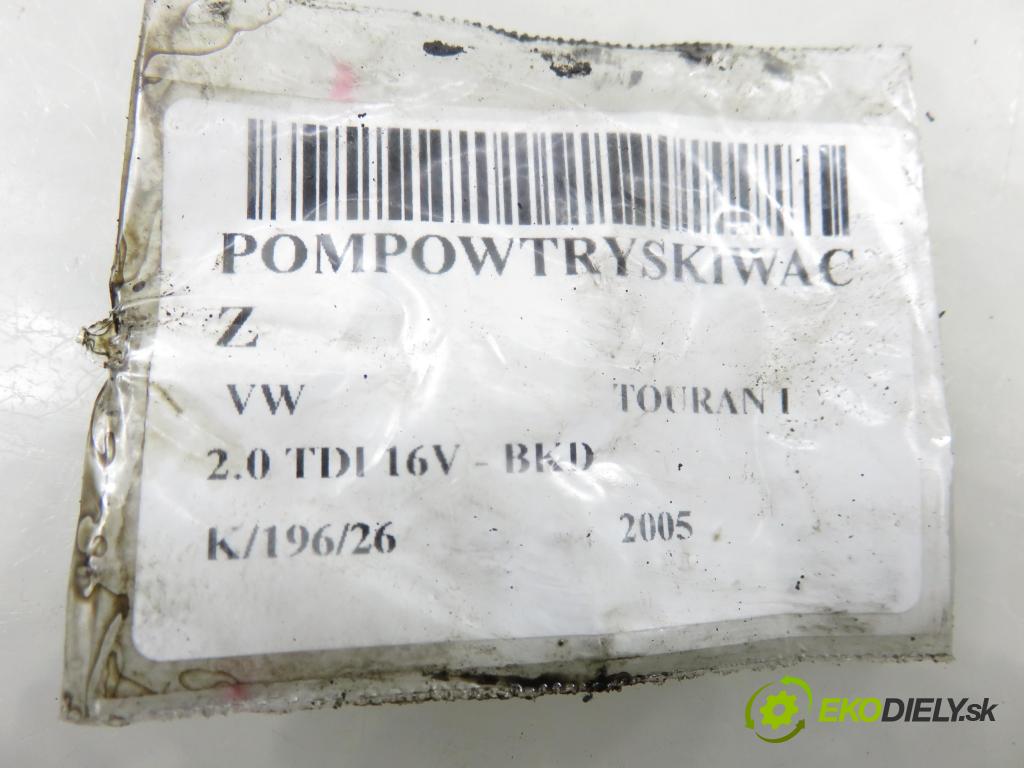 POMPOWTRYSKIWAC
Z
VW TOURAN I
2.0 TDI 16V - BKD
K/196/26 2005
EKODIELY.sk